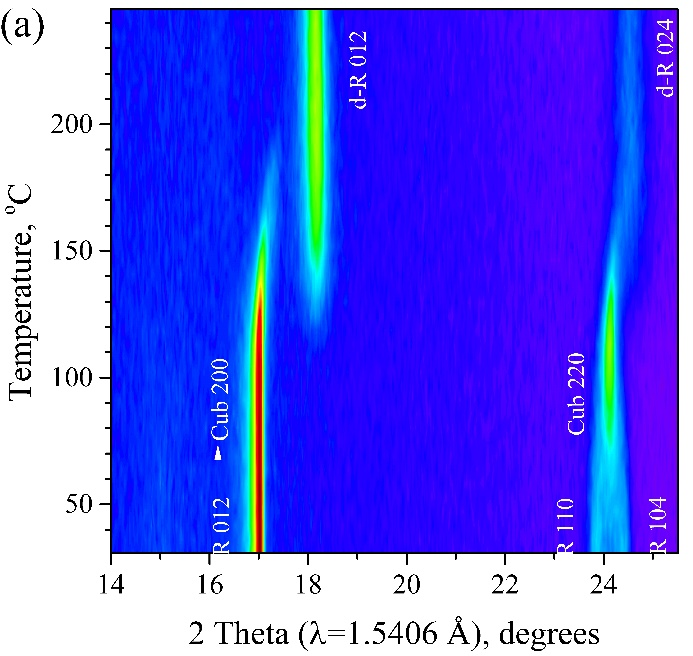 (a)
d-R 012
d-R 024
200
Temperature, °C
150
100
50
Cub 200
Cub 220
R 012
R 110
R 104
14 16 18 20 22 24
2 Theta (λ=1.5406 Å), degrees